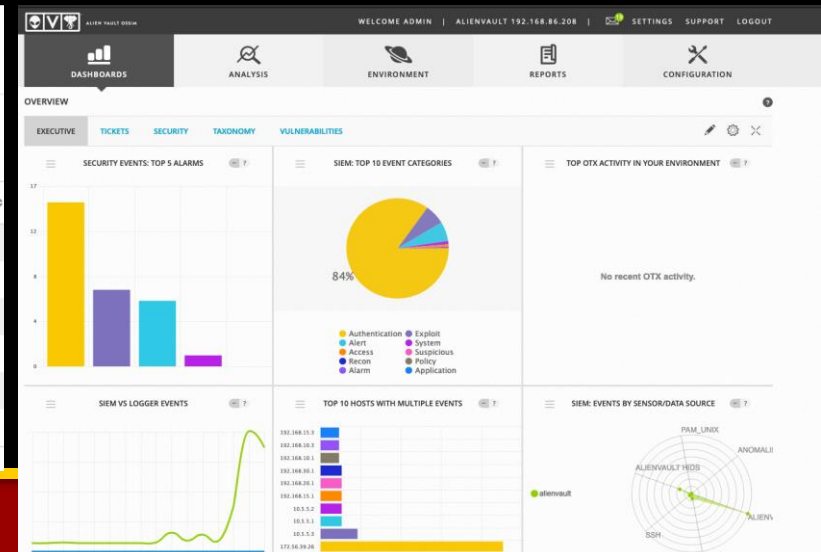 ALIEN VAULT OSSIM
WELCOME ADMIN | ALIENVAULT 192.168.86.208 | SETTINGS SUPPORT LOGOUT
DASHBOARDS
ANALYSIS
ENVIRONMENT
REPORTS
CONFIGURATION
OVERVIEW
EXECUTIVE TICKETS SECURITY TAXONOMY VULNERABILITIES
SECURITY EVENTS: TOP 5 ALARMS
17
12
8
4
0
SIEM: TOP 10 EVENT CATEGORIES
84%
Authentication Exploit
Alert System
Access Suspicious
Recon Policy
Alarm Application
TOP OTX ACTIVITY IN YOUR ENVIRONMENT
No recent OTX activity.
SIEM VS LOGGER EVENTS
TOP 10 HOSTS WITH MULTIPLE EVENTS
192.168.15.3
192.168.10.3
192.168.10.1
192.168.30.1
192.168.20.1
192.168.15.1
10.5.5.2
10.5.5.1
10.5.5.3
172.56.39.26
SIEM: EVENTS BY SENSOR/DATA SOURCE
alienvault
PAM_UNIX
ANOMALI
ALIENVAULT HIDS
ALIENV
SSH